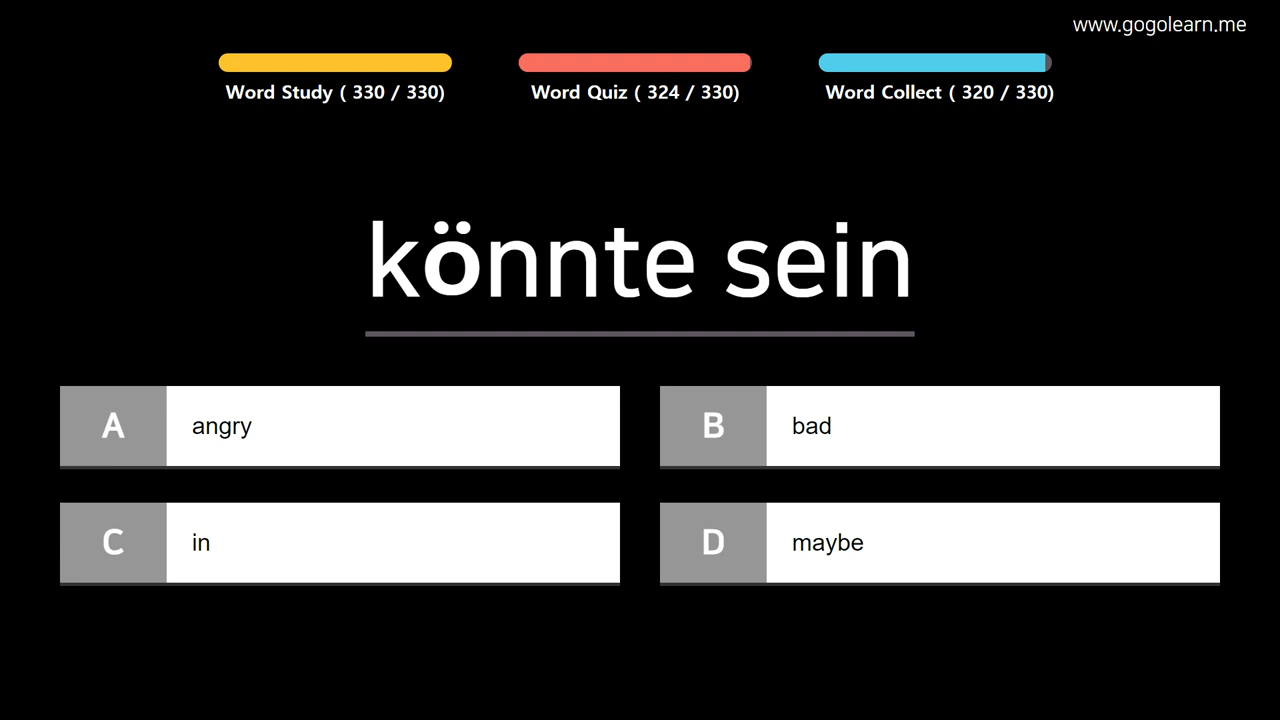 www.gogolearn.me
Word Study ( 330 / 330)
Word Quiz ( 324 / 330)
Word Collect ( 320 / 330)
könnte sein
A angry
B bad
C in
D maybe